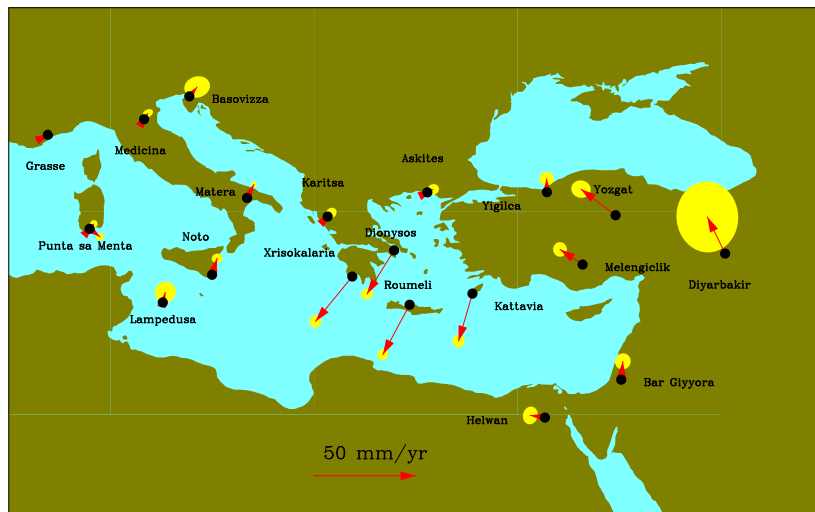 Basovizza
Medicina
Askites
Grasse
Karitsa
Matera
Yozgat
Yigilca
Dionysos
Noto
Punta sa Menta
Xrisokalaria
Melengiclik
Roumeli
Diyarbakir
Kattavia
Lampedusa
Bar Giyyora
Helwan
50 mm/yr